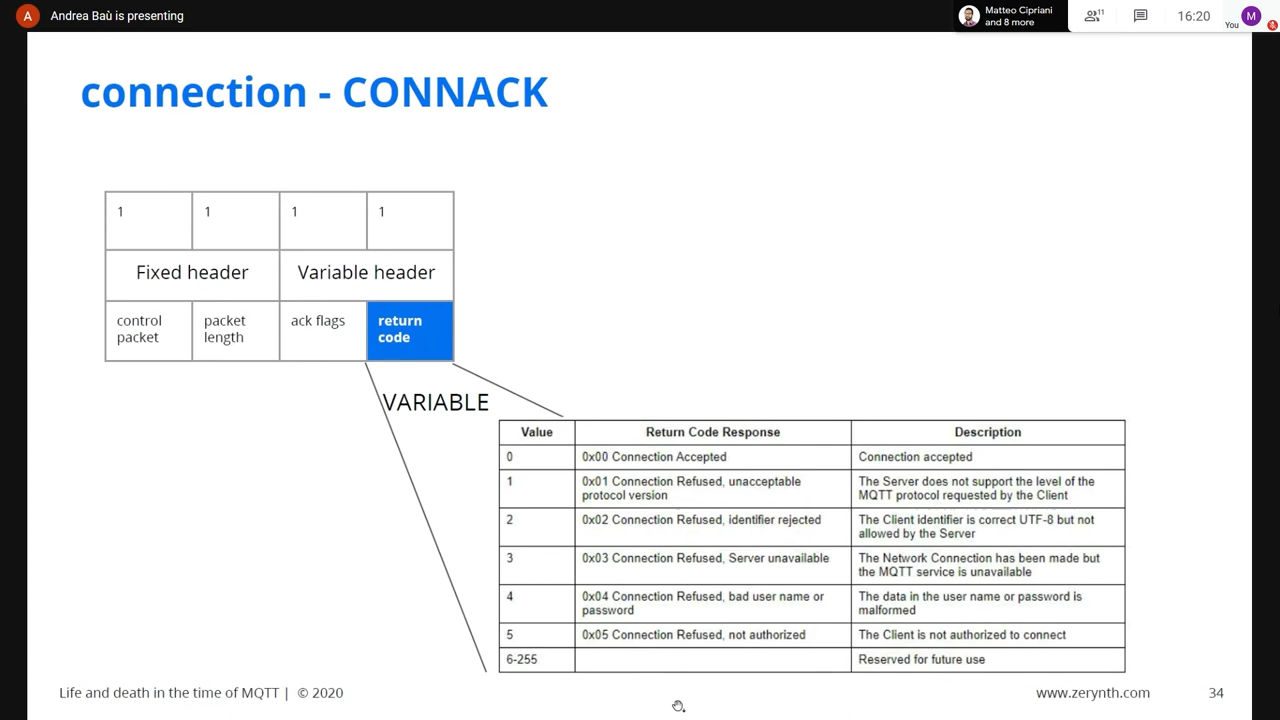 A Andrea Baù is presenting
Matteo Cipriani
and 8 more
11
16:20
You
M
connection - CONNACK
1 1 1 1
Fixed header Variable header
control packet packet length ack flags return code
VARIABLE
Value Return Code Response Description
0 0x00 Connection Accepted Connection accepted
1 0x01 Connection Refused, unacceptable protocol version The Server does not support the level of the MQTT protocol requested by the Client
2 0x02 Connection Refused, identifier rejected The Client identifier is correct UTF-8 but not allowed by the Server
3 0x03 Connection Refused, Server unavailable The Network Connection has been made but the MQTT service is unavailable
4 0x04 Connection Refused, bad user name or password The data in the user name or password is malformed
5 0x05 Connection Refused, not authorized The Client is not authorized to connect
6-255 Reserved for future use
Life and death in the time of MQTT | © 2020
www.zerynth.com
34